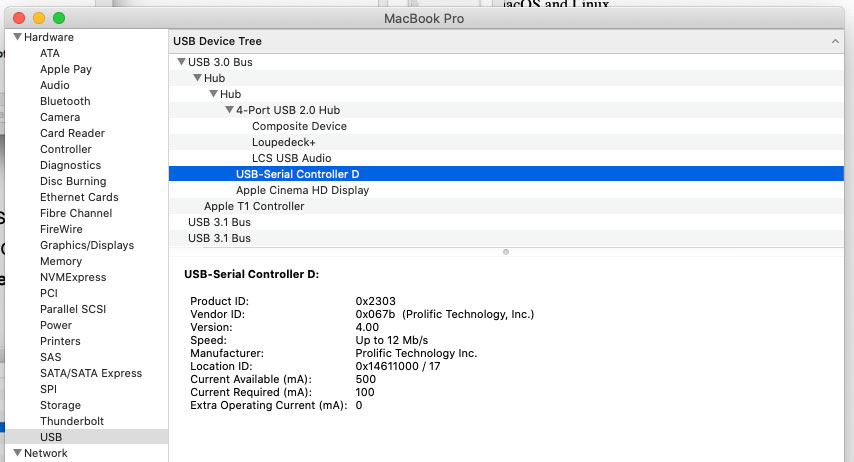 macOS and Linux
MacBook Pro
Hardware
ATA
Apple Pay
Audio
Bluetooth
Camera
Card Reader
Controller
Diagnostics
Disc Burning
Ethernet Cards
Fibre Channel
FireWire
Graphics/Displays
Memory
NVMExpress
PCI
Parallel SCSI
Power
Printers
SAS
SATA/SATA Express
SPI
Storage
Thunderbolt
USB
Network
USB Device Tree
USB 3.0 Bus
Hub
Hub
4-Port USB 2.0 Hub
Composite Device
Loupedeck+
LCS USB Audio
USB-Serial Controller D
Apple Cinema HD Display
Apple T1 Controller
USB 3.1 Bus
USB 3.1 Bus
USB-Serial Controller D:
Product ID: 0x2303
Vendor ID: 0x067b (Prolific Technology, Inc.)
Version: 4.00
Speed: Up to 12 Mb/s
Manufacturer: Prolific Technology Inc.
Location ID: 0x14611000 / 17
Current Available (mA): 500
Current Required (mA): 100
Extra Operating Current (mA): 0